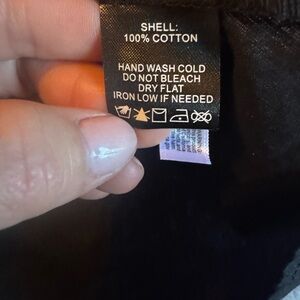 SHELL:
100% COTTON
HAND WASH COLD
DO NOT BLEACH
DRY FLAT
IRON LOW IF NEEDED